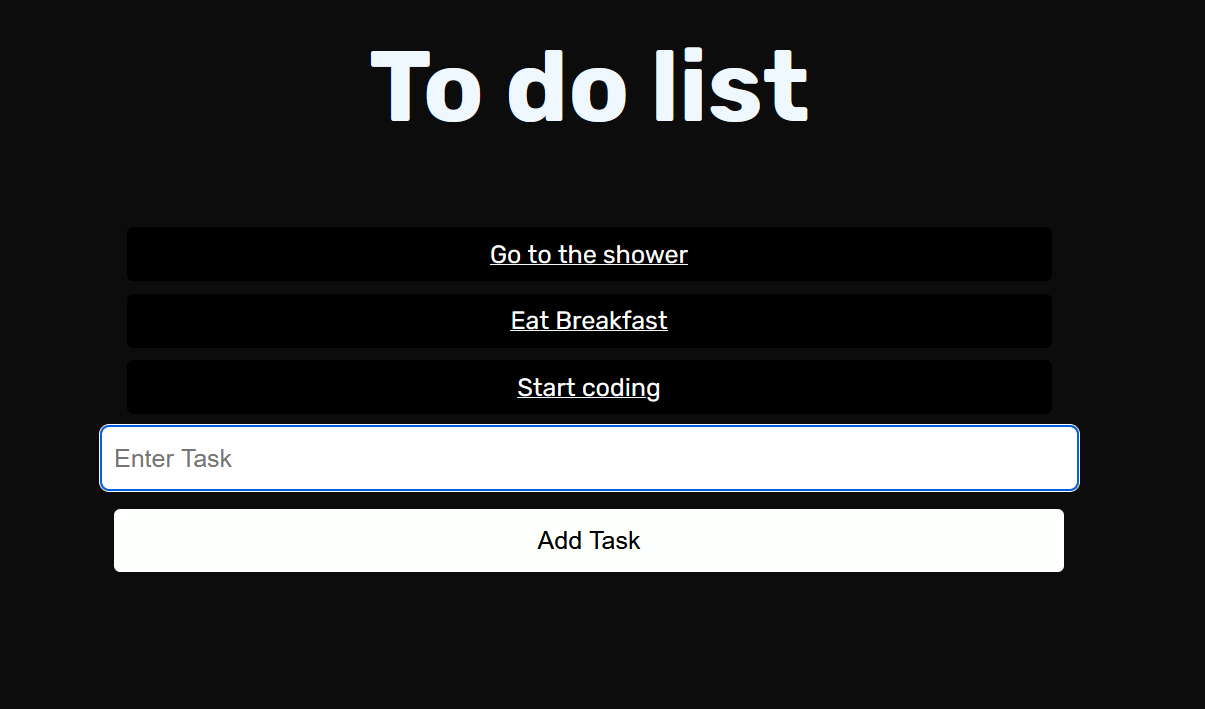 To do list
Go to the shower
Eat Breakfast
Start coding
Enter Task
Add Task